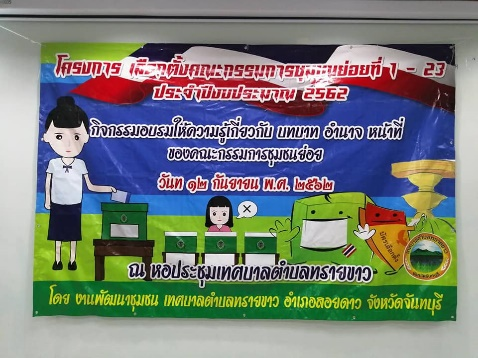 โครงการ เลือกตั้งคณะกรรมการชุมชนย่อยที่ 1 - 23
ประจำปีงบประมาณ 2562
กิจกรรมอบรมให้ความรู้เกี่ยวกับ บทบาท อำนาจ หน้าที่
ของคณะกรรมการชุมชนย่อย
วันที่ ๑๒ กันยายน พ.ศ. ๒๕๖๒
บัตรเลือกตั้ง
ณ หอประชุมเทศบาลตำบลทรายขาว
โดย งานพัฒนาชุมชน เทศบาลตำบลทรายขาว อำเภอสอยดาว จังหวัดจันทบุรี